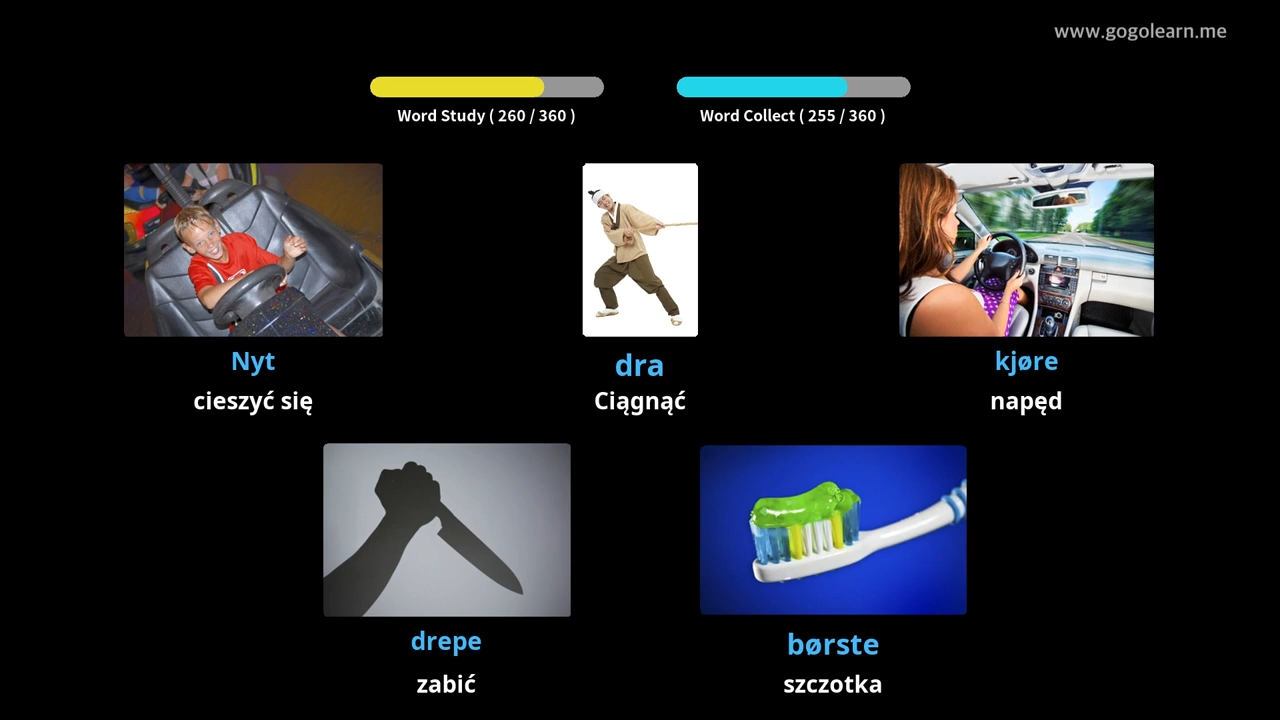 www.gogolearn.me
Word Study ( 260 / 360 )
Word Collect ( 255 / 360 )
Nyt
dra
kjøre
cieszyć się
Ciągnąć
napęd
drepe
børste
zabić
szczotka